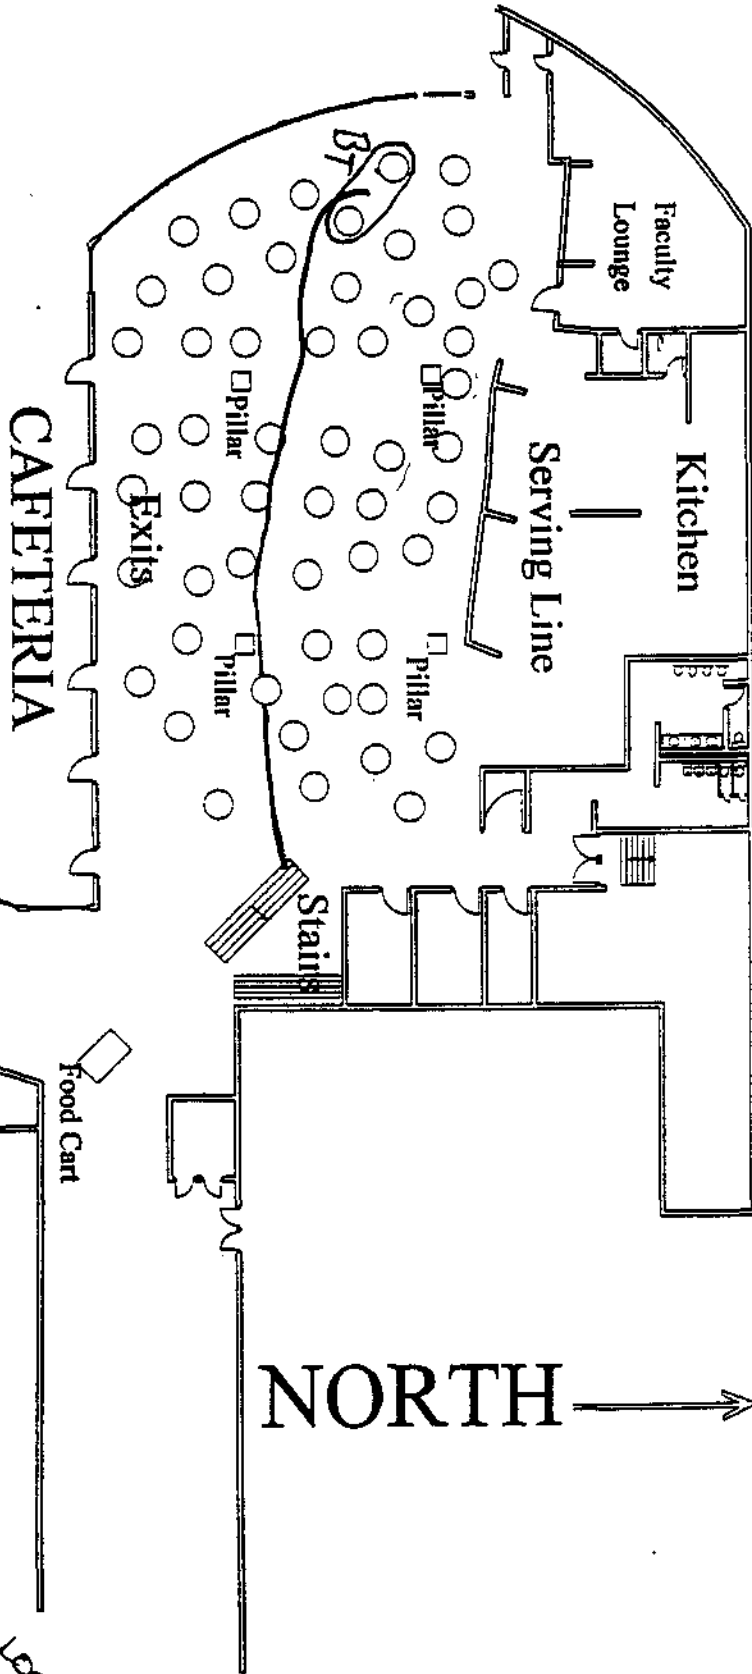 BT
Faculty
Lounge
Pillar
Pillar
Kitchen
Serving Line
CAFETERIA
Exits
Pillar
Pillar
Stairs
Food Cart
NORTH